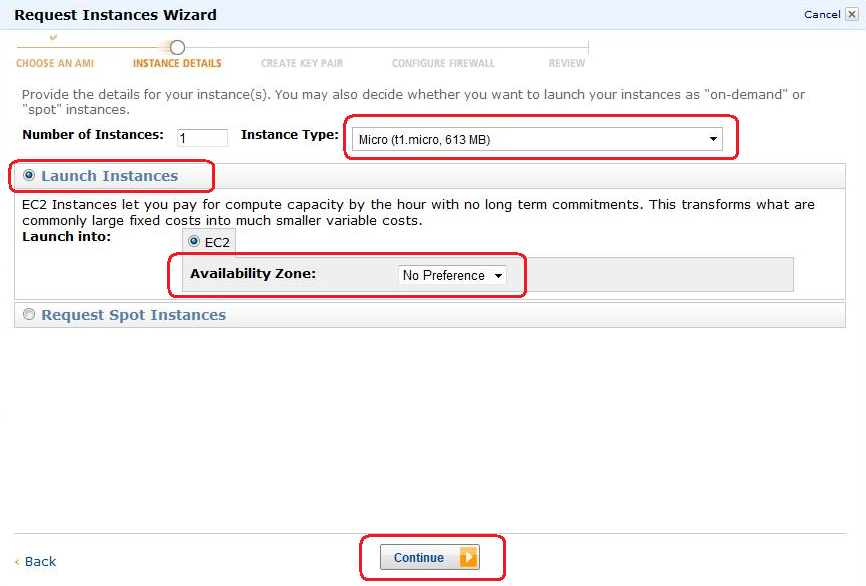 Request Instances Wizard
Cancel
CHOOSE AN AMI INSTANCE DETAILS CREATE KEY PAIR CONFIGURE FIREWALL REVIEW
Provide the details for your instance(s). You may also decide whether you want to launch your instances as "on-demand" or
"spot" instances.
Number of Instances: 1 Instance Type: Micro (t1.micro, 613 MB)
Launch Instances
EC2 Instances let you pay for compute capacity by the hour with no long term commitments. This transforms what are
commonly large fixed costs into much smaller variable costs.
Launch into: EC2
Availability Zone: No Preference
Request Spot Instances
‹ Back
Continue